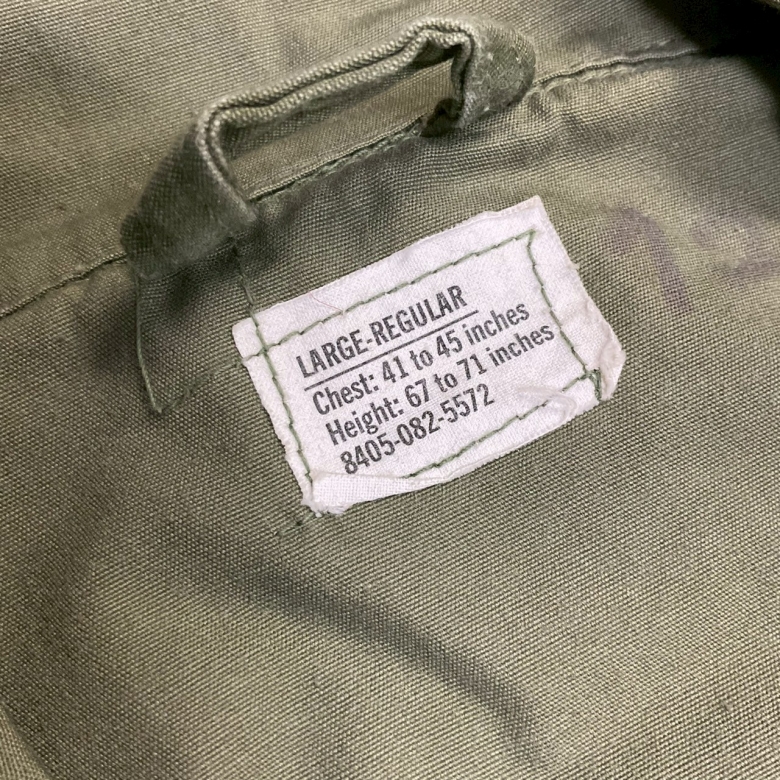 LARGE-REGULAR
Chest: 41 to 45 inches
Height: 67 to 71 inches
8405-082-5572